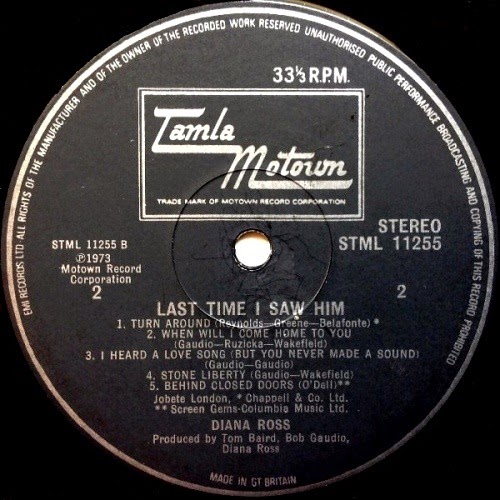 EMI RECORDS LTD·ALL RIGHTS OF THE MANUFACTURER AND OF THE OWNER OF THE RECORDED WORK RESERVED UNAUTHORISED PUBLIC PERFORMANCE BROADCASTING AND COPYING OF THIS RECORD PROHIBITED
33⅓ R.P.M.
Tamla
Motown
TRADE MARK OF MOTOWN RECORD CORPORATION
STEREO
STML 11255
STML 11255 B
℗1973
Motown Record
Corporation
2
2
LAST TIME I SAW HIM
1. TURN AROUND (Reynolds—Greene—Belafonte) *
2. WHEN WILL I COME HOME TO YOU
(Gaudio—Ruzicka—Wakefield)
3. I HEARD A LOVE SONG (BUT YOU NEVER MADE A SOUND)
(Gaudio—Gaudio)
4. STONE LIBERTY (Gaudio—Wakefield)
5. BEHIND CLOSED DOORS (O'Dell)**
Jobete London, * Chappell & Co. Ltd.
** Screen Gems-Columbia Music Ltd.
DIANA ROSS
Produced by Tom Baird, Bob Gaudio,
Diana Ross
MADE IN GT BRITAIN